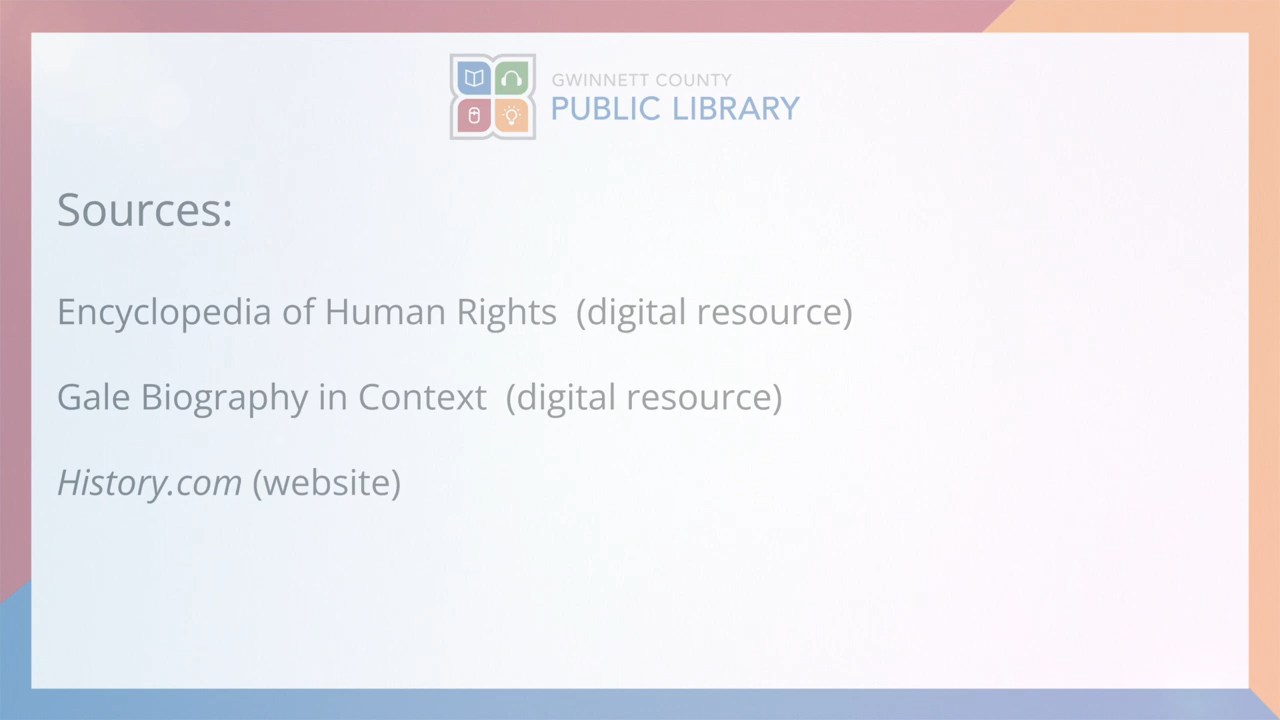 GWINNETT COUNTY
PUBLIC LIBRARY
Sources:
Encyclopedia of Human Rights  (digital resource)
Gale Biography in Context  (digital resource)
History.com (website)